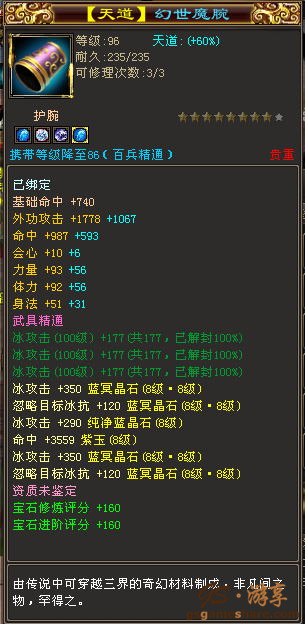 【天道】幻世魔腕
等级:96 天道:(+60%)
耐久:235/235
可修理次数:3/3
护腕
携带等级降至86(百兵精通) 贵重
已绑定
基础命中 +740
外功攻击 +1778 +1067
命中 +987 +593
会心 +10 +6
力量 +93 +56
体力 +92 +56
身法 +51 +31
武具精通
冰攻击(100级) +177(共177, 已解封100%)
冰攻击(100级) +177(共177, 已解封100%)
冰攻击(100级) +177(共177, 已解封100%)
冰攻击 +350 蓝冥晶石(8级·8级)
忽略目标冰抗 +120 蓝冥晶石(8级·8级)
冰攻击 +290 纯净蓝晶石(8级)
命中 +3559 紫玉(8级)
冰攻击 +350 蓝冥晶石(8级·8级)
忽略目标冰抗 +120 蓝冥晶石(8级·8级)
资质未鉴定
宝石修炼评分 +160
宝石进阶评分 +160
由传说中可穿越三界的奇幻材料制成,非凡间之
物,罕得之。